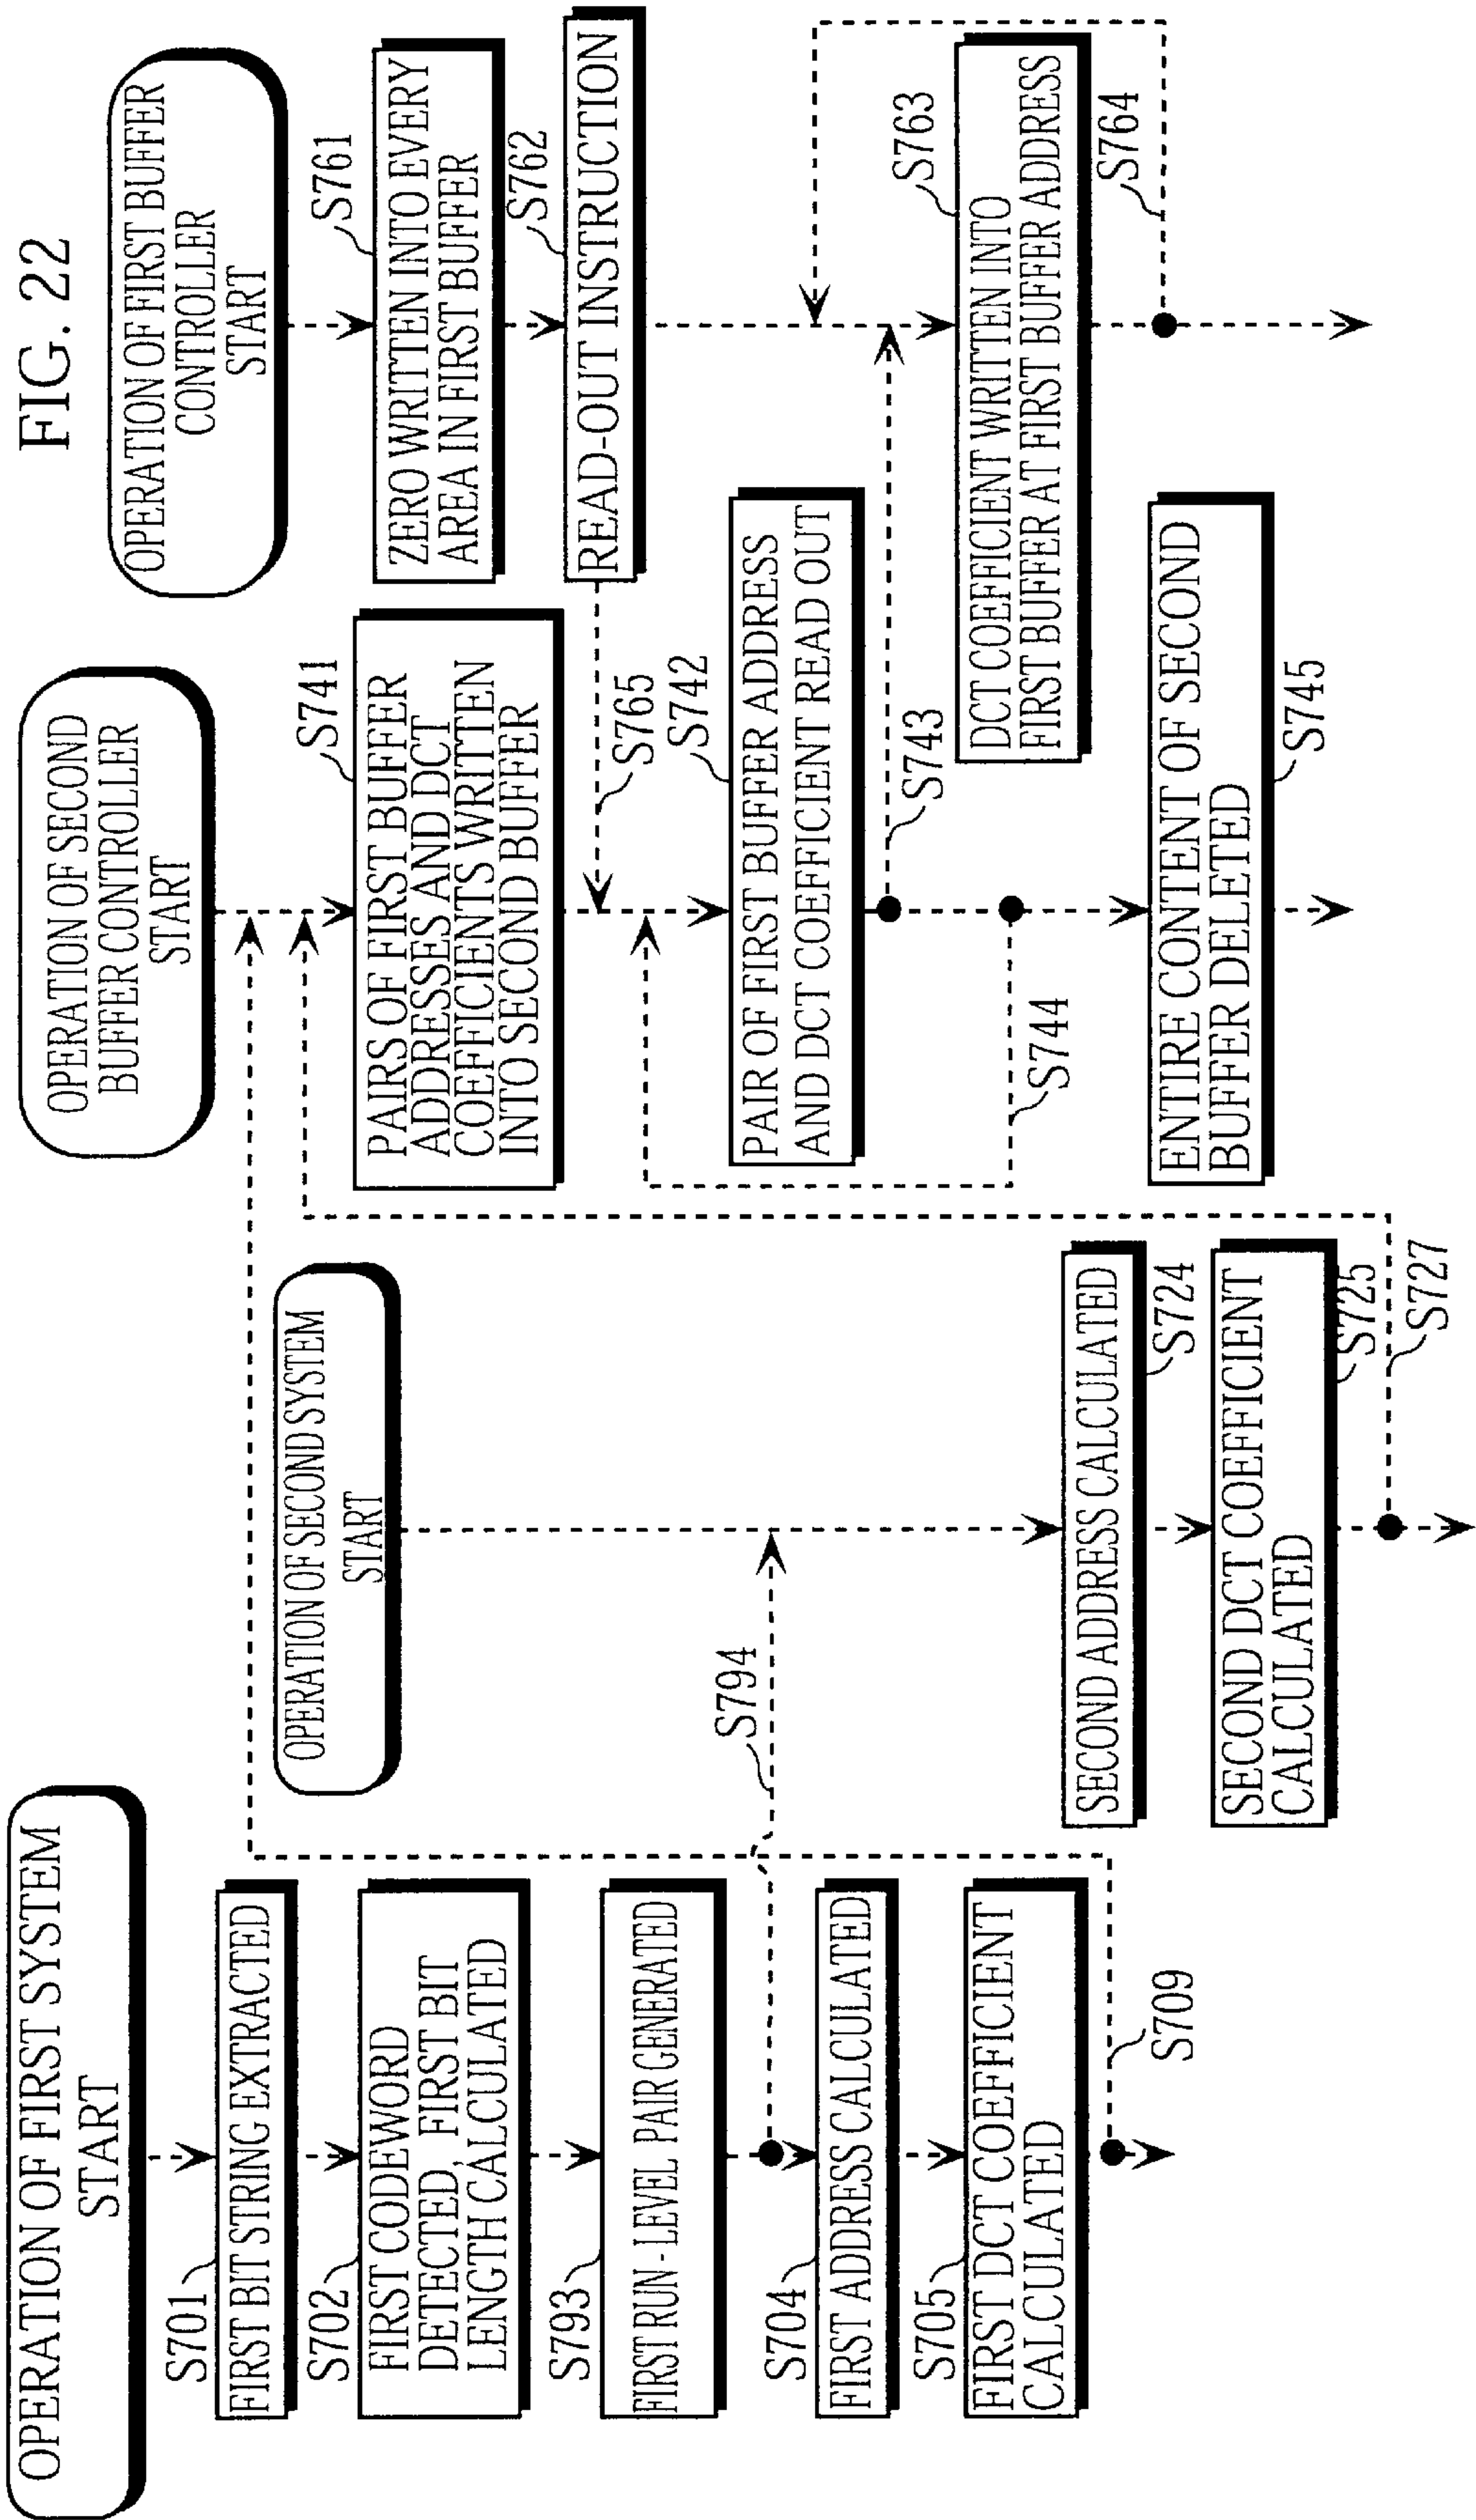 FIG. 22
OPERATION OF FIRST SYSTEM
START
S701
FIRST BIT STRING EXTRACTED
S702
FIRST CODEWORD
DETECTED, FIRST BIT
LENGTH CALCULATED
S793
FIRST RUN-LEVEL PAIR GENERATED
S704
FIRST ADDRESS CALCULATED
S705
FIRST DCT COEFFICIENT
CALCULATED
S709
S794
OPERATION OF SECOND SYSTEM
START
SECOND ADDRESS CALCULATED
S724
SECOND DCT COEFFICIENT
CALCULATED
S725
S727
OPERATION OF SECOND
BUFFER CONTROLLER
START
S741
PAIRS OF FIRST BUFFER
ADDRESSES AND DCT
COEFFICIENTS WRITTEN
INTO SECOND BUFFER
S765
S742
PAIR OF FIRST BUFFER ADDRESS
AND DCT COEFFICIENT READ OUT
S743
S744
ENTIRE CONTENT OF SECOND
BUFFER DELETED
S745
OPERATION OF FIRST BUFFER
CONTROLLER
START
S761
ZERO WRITTEN INTO EVERY
AREA IN FIRST BUFFER
S762
READ-OUT INSTRUCTION
S763
DCT COEFFICIENT WRITTEN INTO
FIRST BUFFER AT FIRST BUFFER ADDRESS
S764